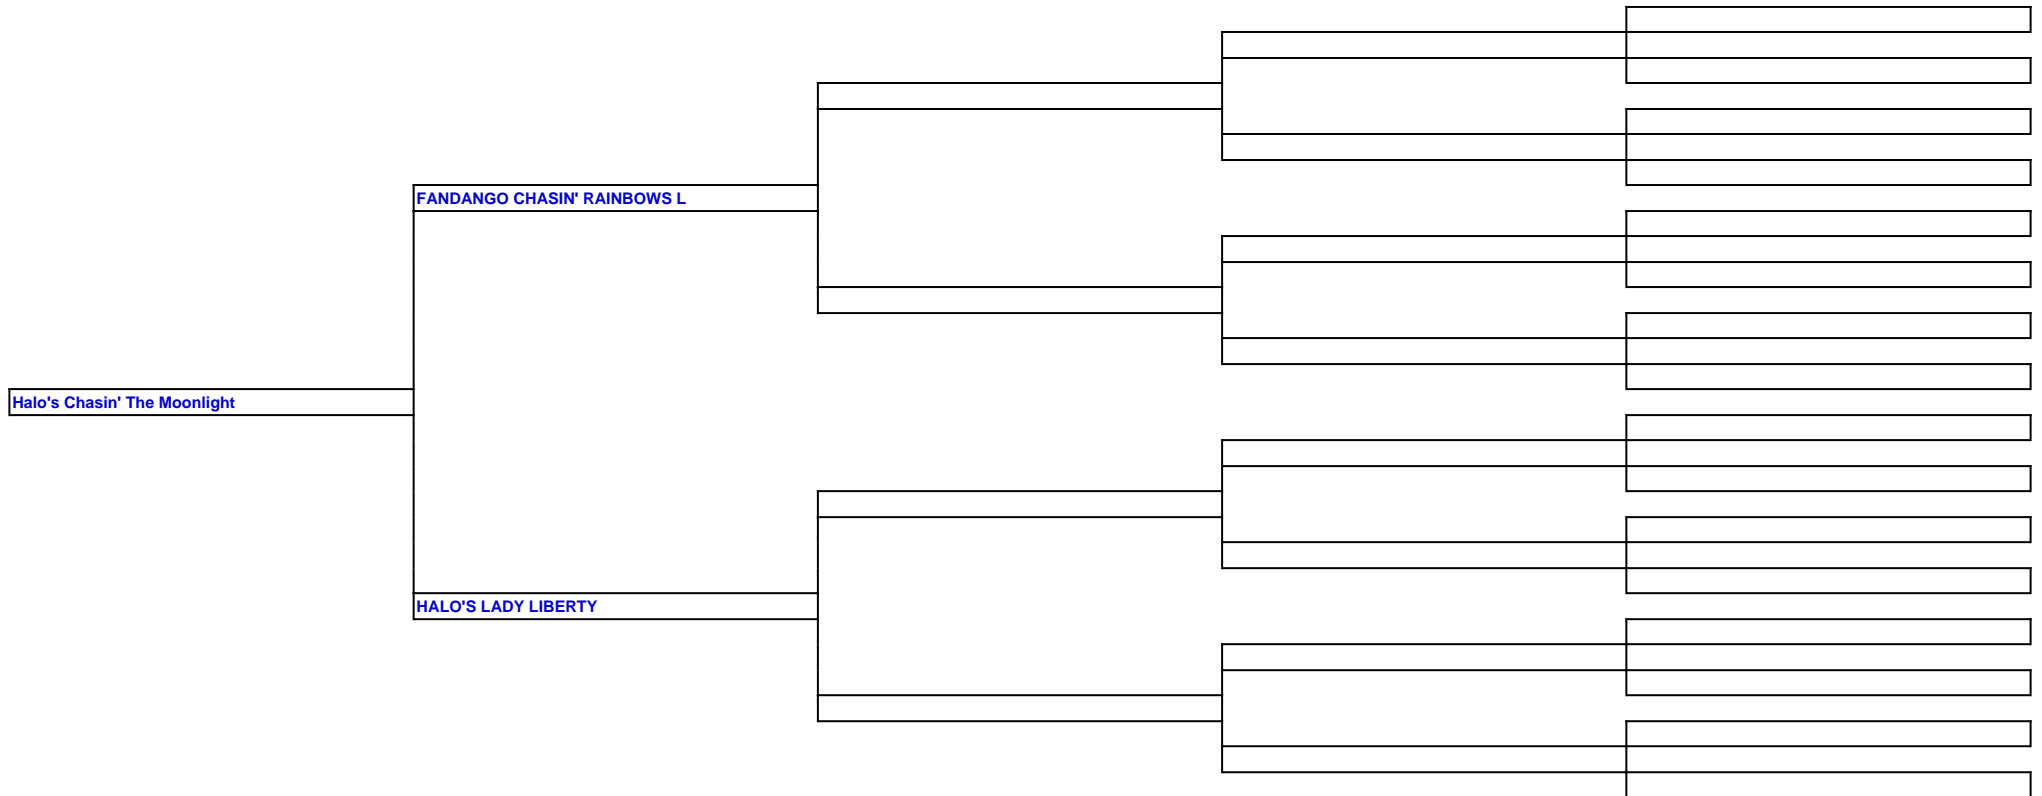 FANDANGO CHASIN' RAINBOWS L
Halo's Chasin' The Moonlight
HALO'S LADY LIBERTY